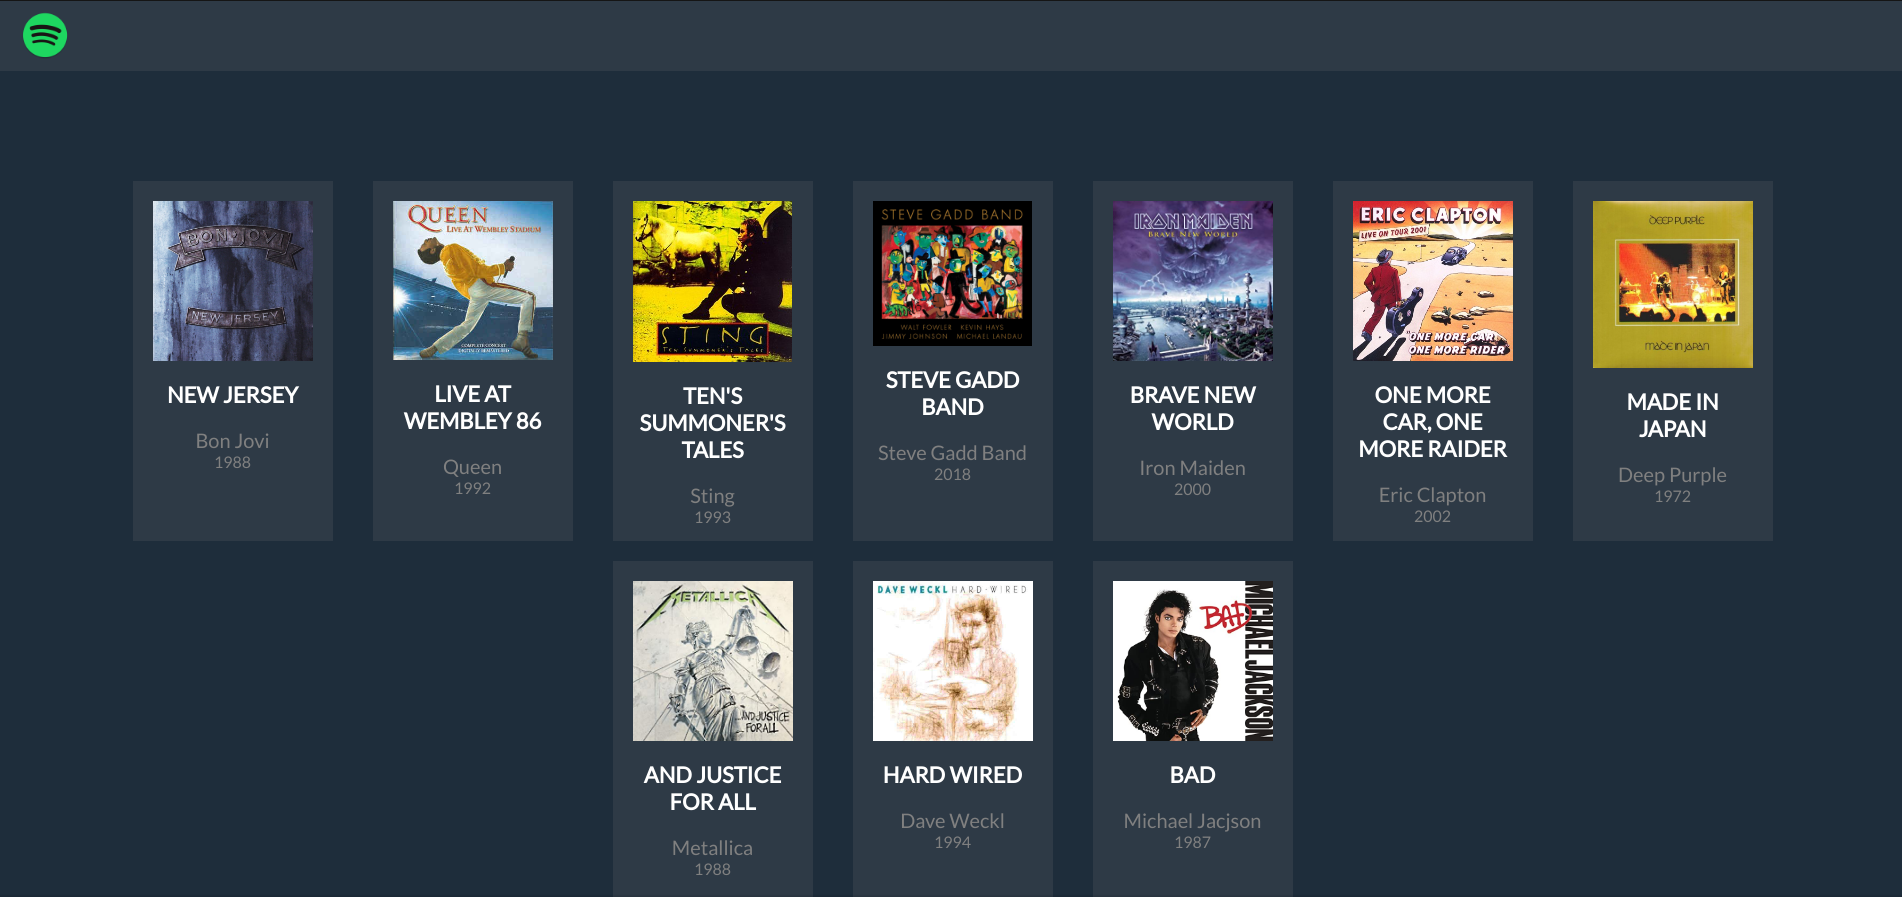 BON JOVI
NEW JERSEY
NEW JERSEY
Bon Jovi
1988
QUEEN
LIVE AT WEMBLEY STADIUM
COMPLETE CONCERT
DIGITALLY REMASTERED
LIVE AT
WEMBLEY 86
Queen
1992
STING
TEN SUMMONER'S TALES
TEN'S
SUMMONER'S
TALES
Sting
1993
STEVE GADD BAND
WALT FOWLER KEVIN HAYS
JIMMY JOHNSON MICHAEL LANDAU
STEVE GADD
BAND
Steve Gadd Band
2018
IRON MAIDEN
BRAVE NEW WORLD
BRAVE NEW
WORLD
Iron Maiden
2000
ERIC CLAPTON
LIVE ON TOUR 2001
ONE MORE CAR,
ONE MORE RIDER
ONE MORE
CAR, ONE
MORE RAIDER
Eric Clapton
2002
DEEP PURPLE
MADE IN JAPAN
MADE IN
JAPAN
Deep Purple
1972
METALLICA
...AND JUSTICE
FOR ALL
AND JUSTICE
FOR ALL
Metallica
1988
DAVE WECKL HARD-WIRED
HARD WIRED
Dave Weckl
1994
BAD
MICHAEL JACKSON
BAD
Michael Jacjson
1987